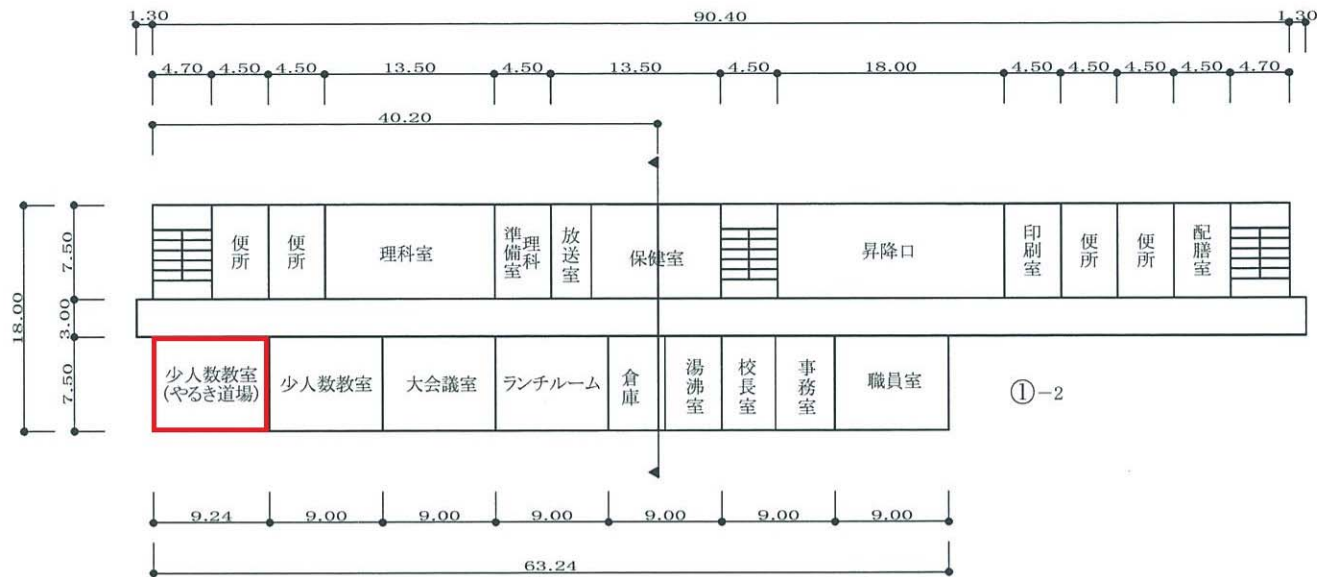 1.30 90.40 1.30
4.70 4.50 4.50 13.50 4.50 13.50 4.50 18.00 4.50 4.50 4.50 4.50 4.70
40.20
18.00
7.50
3.00
7.50
便所
便所
理科室
理科
準備室
放送室
保健室
昇降口
印刷室
便所
便所
配膳室
少人数教室
(やるき道場)
少人数教室
大会議室
ランチルーム
倉庫
湯沸室
校長室
事務室
職員室
①-2
9.24 9.00 9.00 9.00 9.00 9.00 9.00
63.24